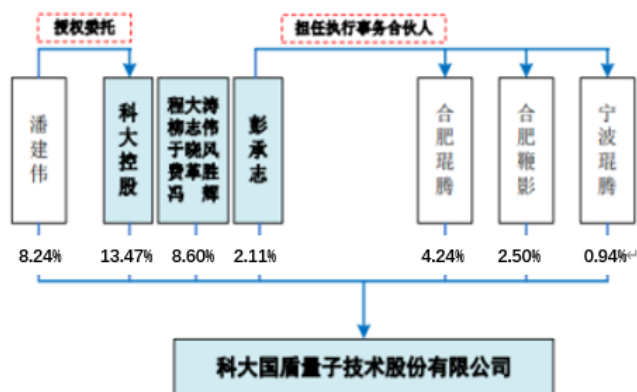 授权委托
担任执行事务合伙人
潘建伟
科大控股
程大涛
柳志伟
于晓风
费革胜
冯 辉
彭承志
合肥琨腾
合肥鞭影
宁波琨腾
8.24%
13.47%
8.60%
2.11%
4.24%
2.50%
0.94%
科大国盾量子技术股份有限公司